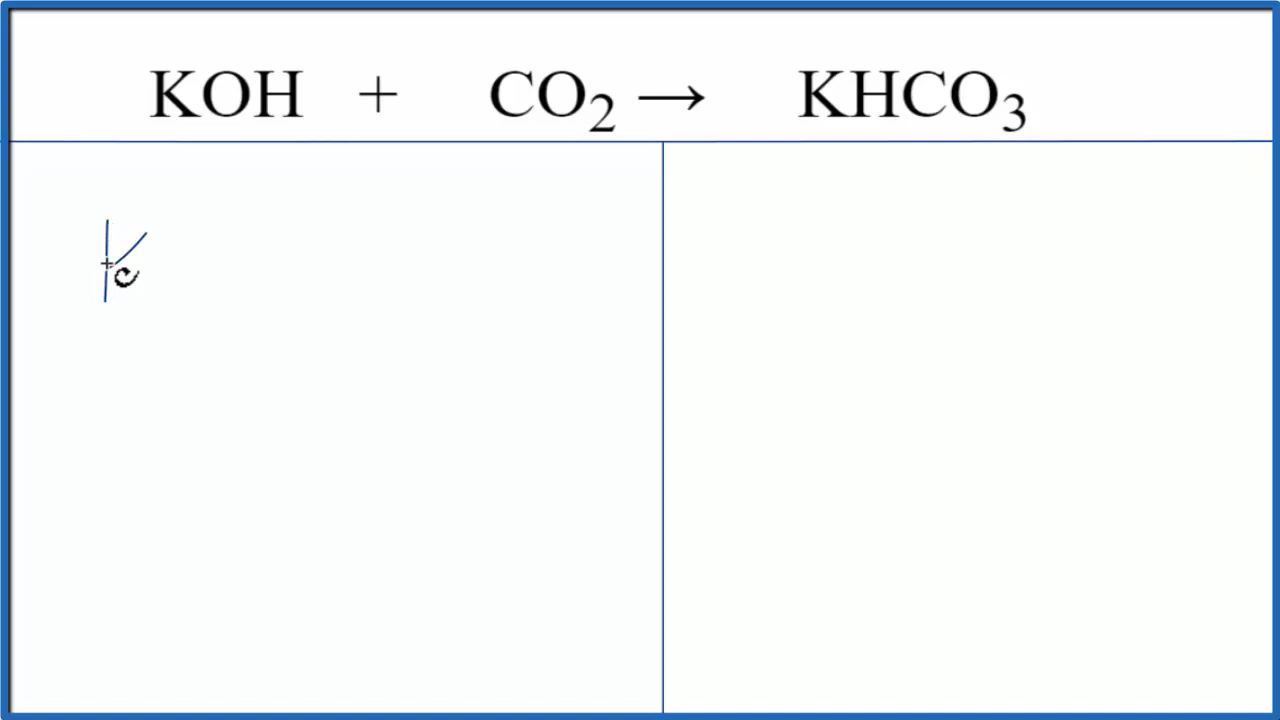 KOH + CO₂ → KHCO₃
K